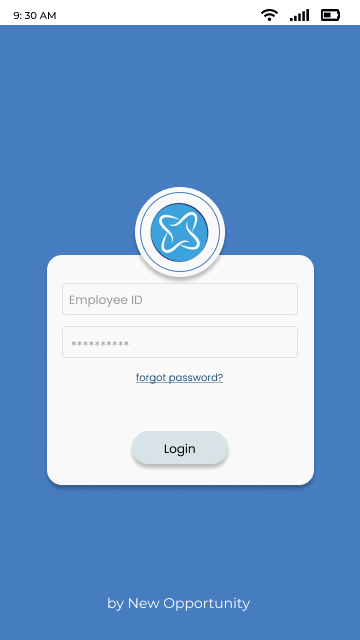 9: 30 AM
Employee ID
**********
forgot password?
Login
by New Opportunity